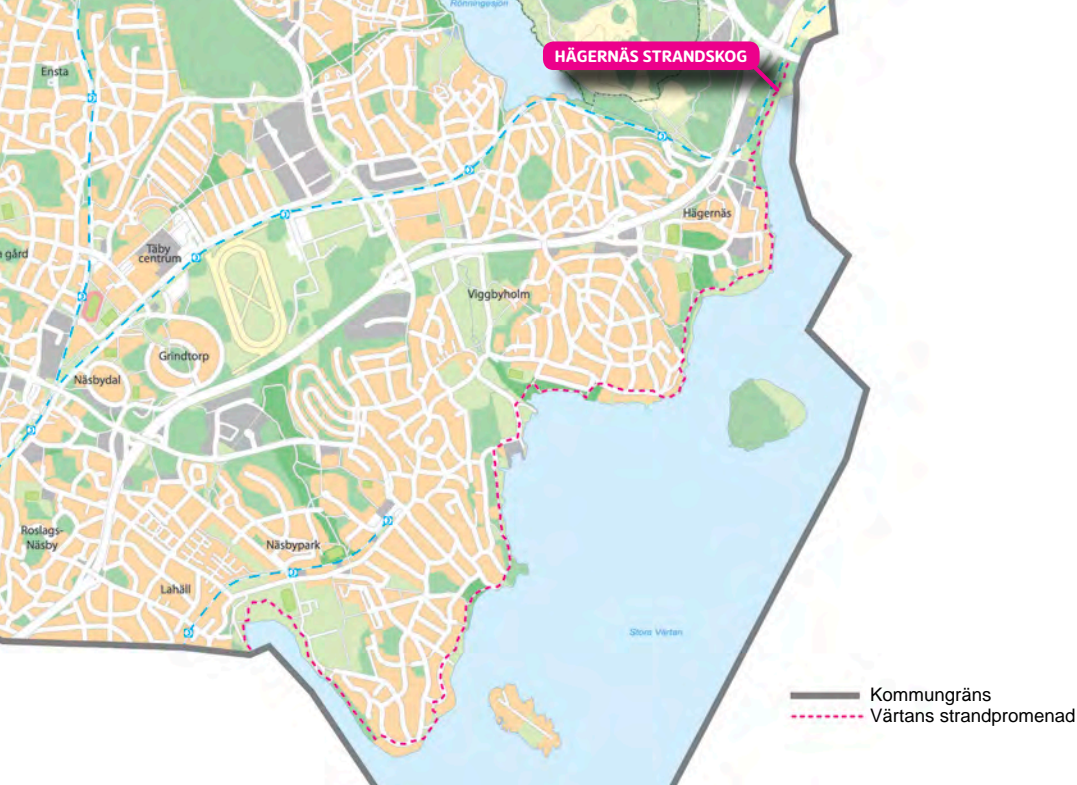 Rönningesjön
HÄGERNÄS STRANDSKOG
Ensta
Hägernäs
Täby
centrum
gård
Viggbyholm
Grindtorp
Näsbydal
Roslags-
Näsby
Näsbypark
Lahäll
Stora Värtan
Kommungräns
Värtans strandpromenad